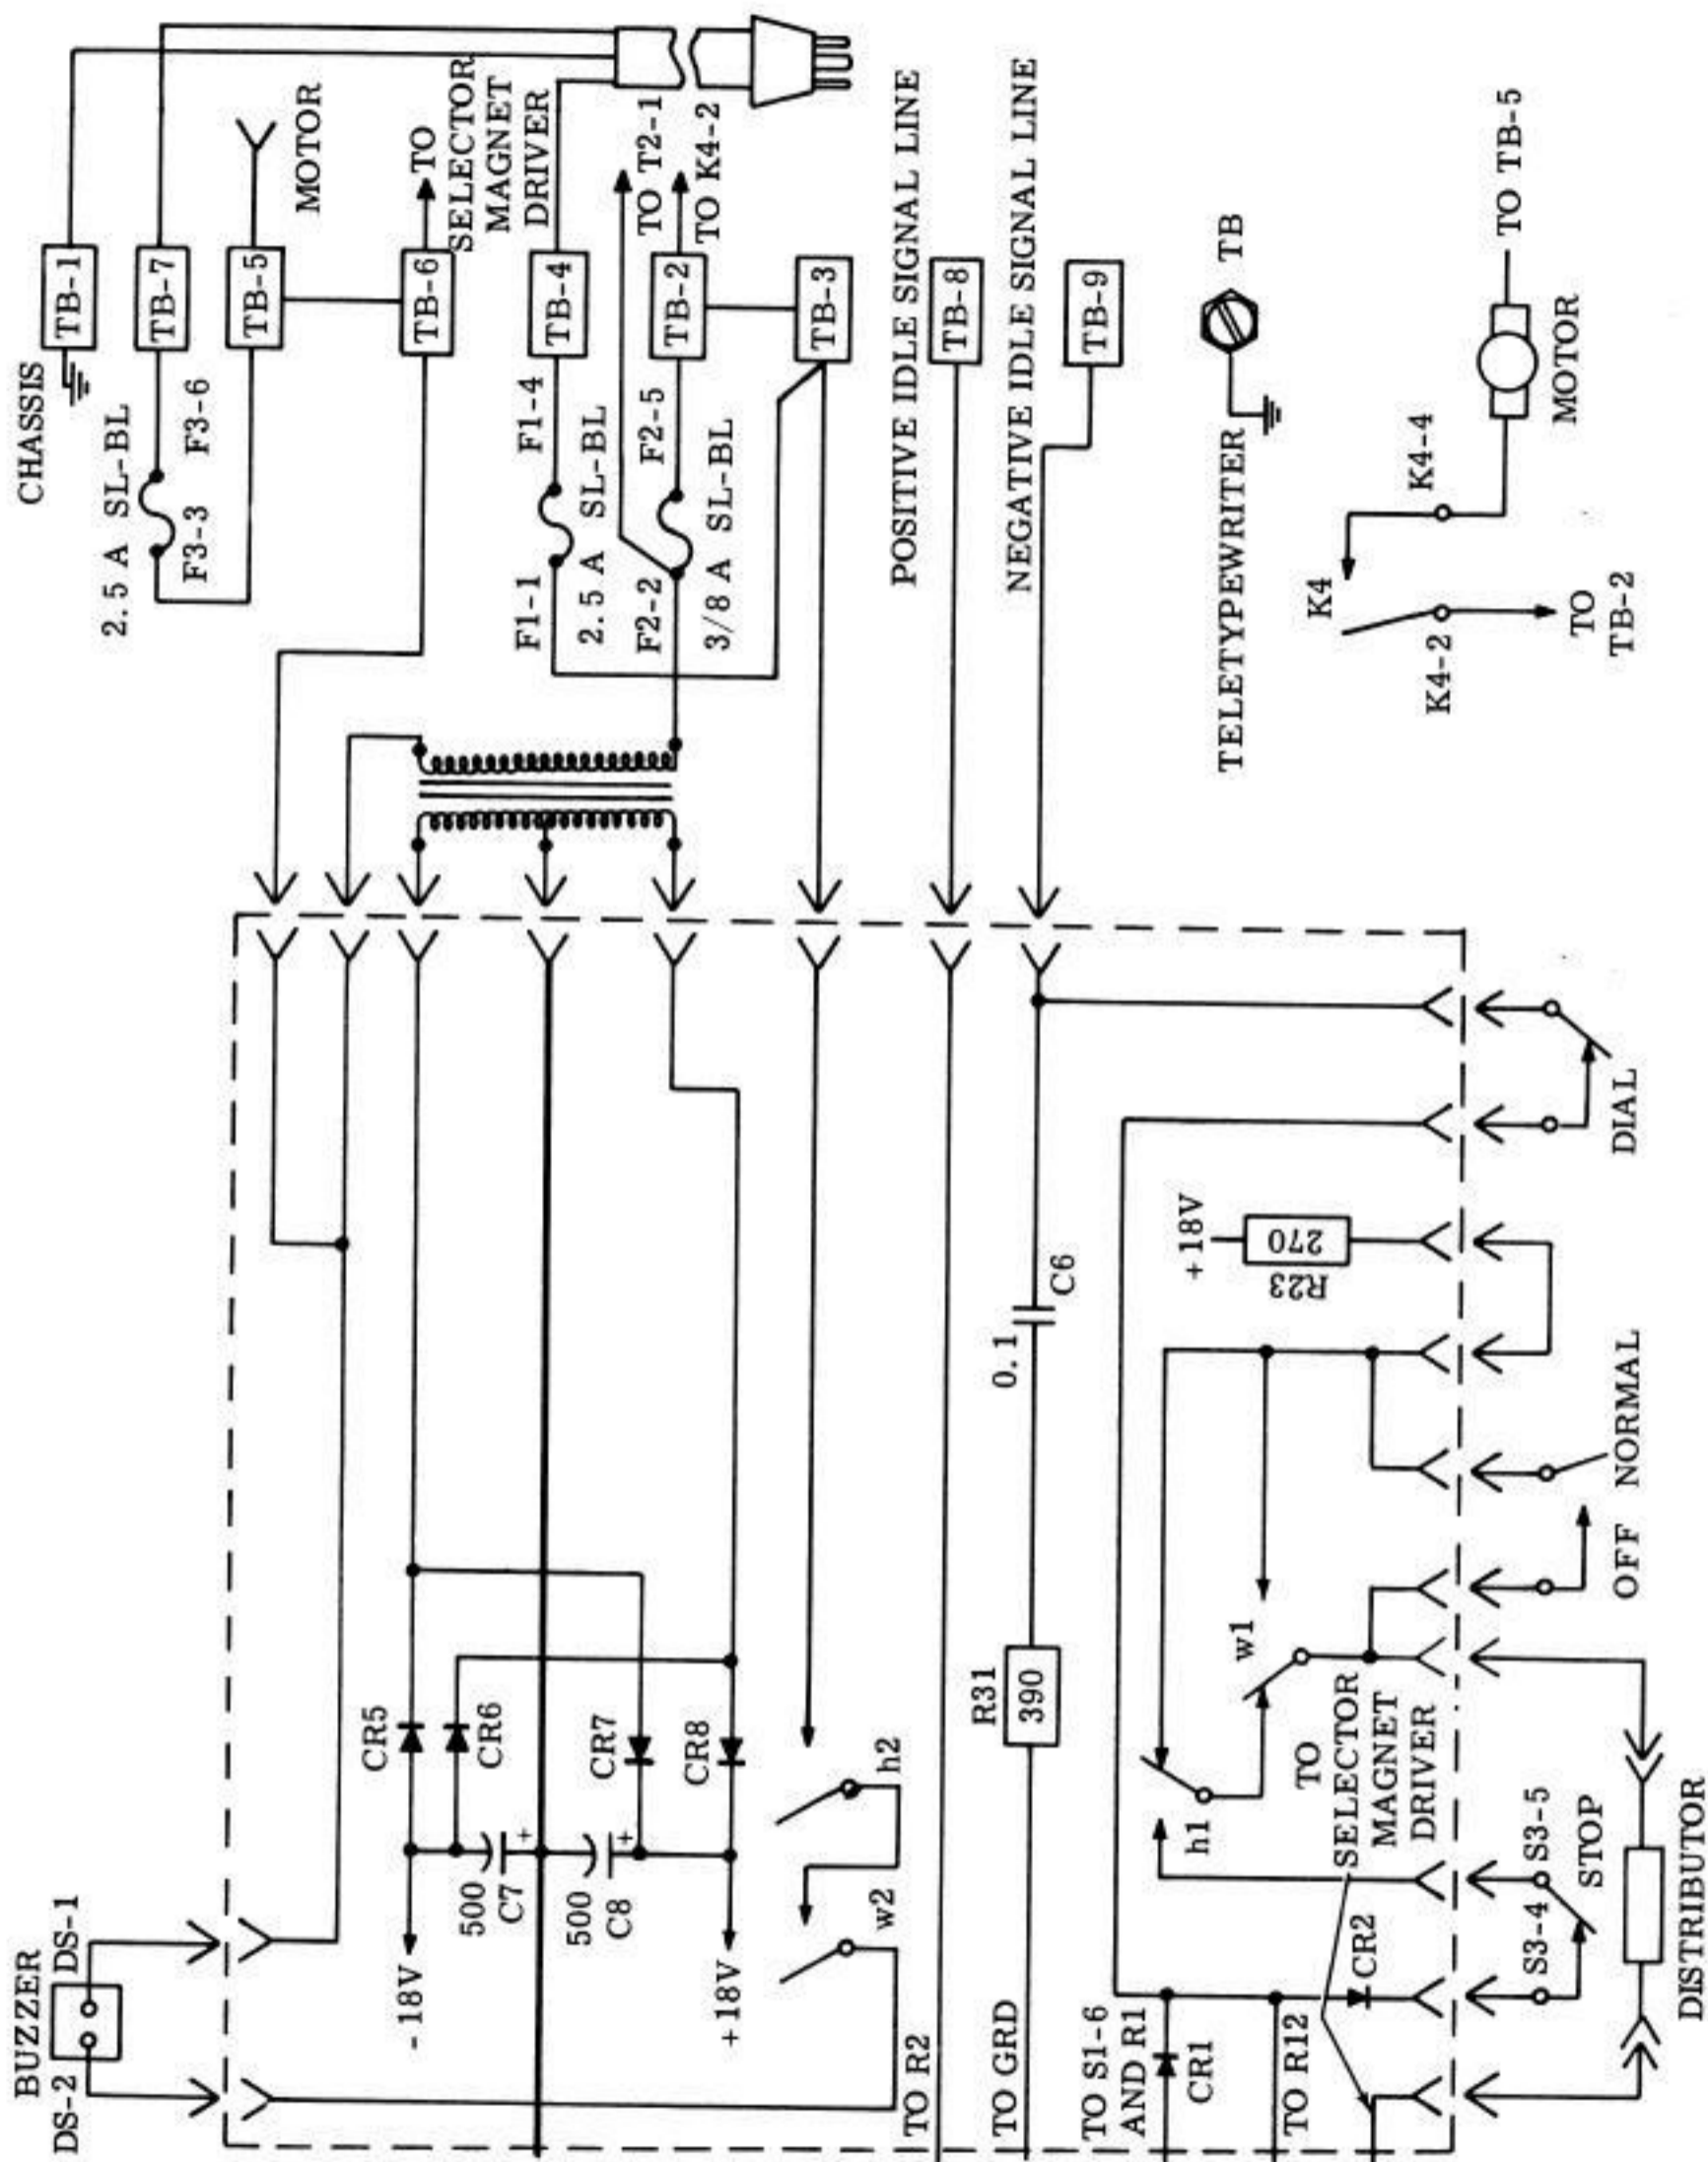 CHASSIS
TB-1
2.5 A SL-BL
F3-3
F3-6
TB-7
TB-5
MOTOR
TB-6
TO
SELECTOR
MAGNET
DRIVER
F1-1
F1-4
2.5 A SL-BL
TB-4
TO T2-1
F2-2
F2-5
3/8 A SL-BL
TB-2
TO K4-2
TB-3
POSITIVE IDLE SIGNAL LINE
TB-8
NEGATIVE IDLE SIGNAL LINE
TB-9
TELETYPEWRITER
TB
K4
K4-2
K4-4
TO
TB-2
MOTOR
TO TB-5
BUZZER
DS-2
DS-1
CR5
CR6
-18V
500
C7
500
C8
CR7
CR8
+18V
w2
h2
TO R2
TO GRD
R31
390
0.1
C6
TO S1-6
AND R1
CR1
TO R12
CR2
h1
w1
TO
SELECTOR
MAGNET
DRIVER
+18V
270
R23
S3-4
S3-5
STOP
OFF NORMAL
DIAL
DISTRIBUTOR